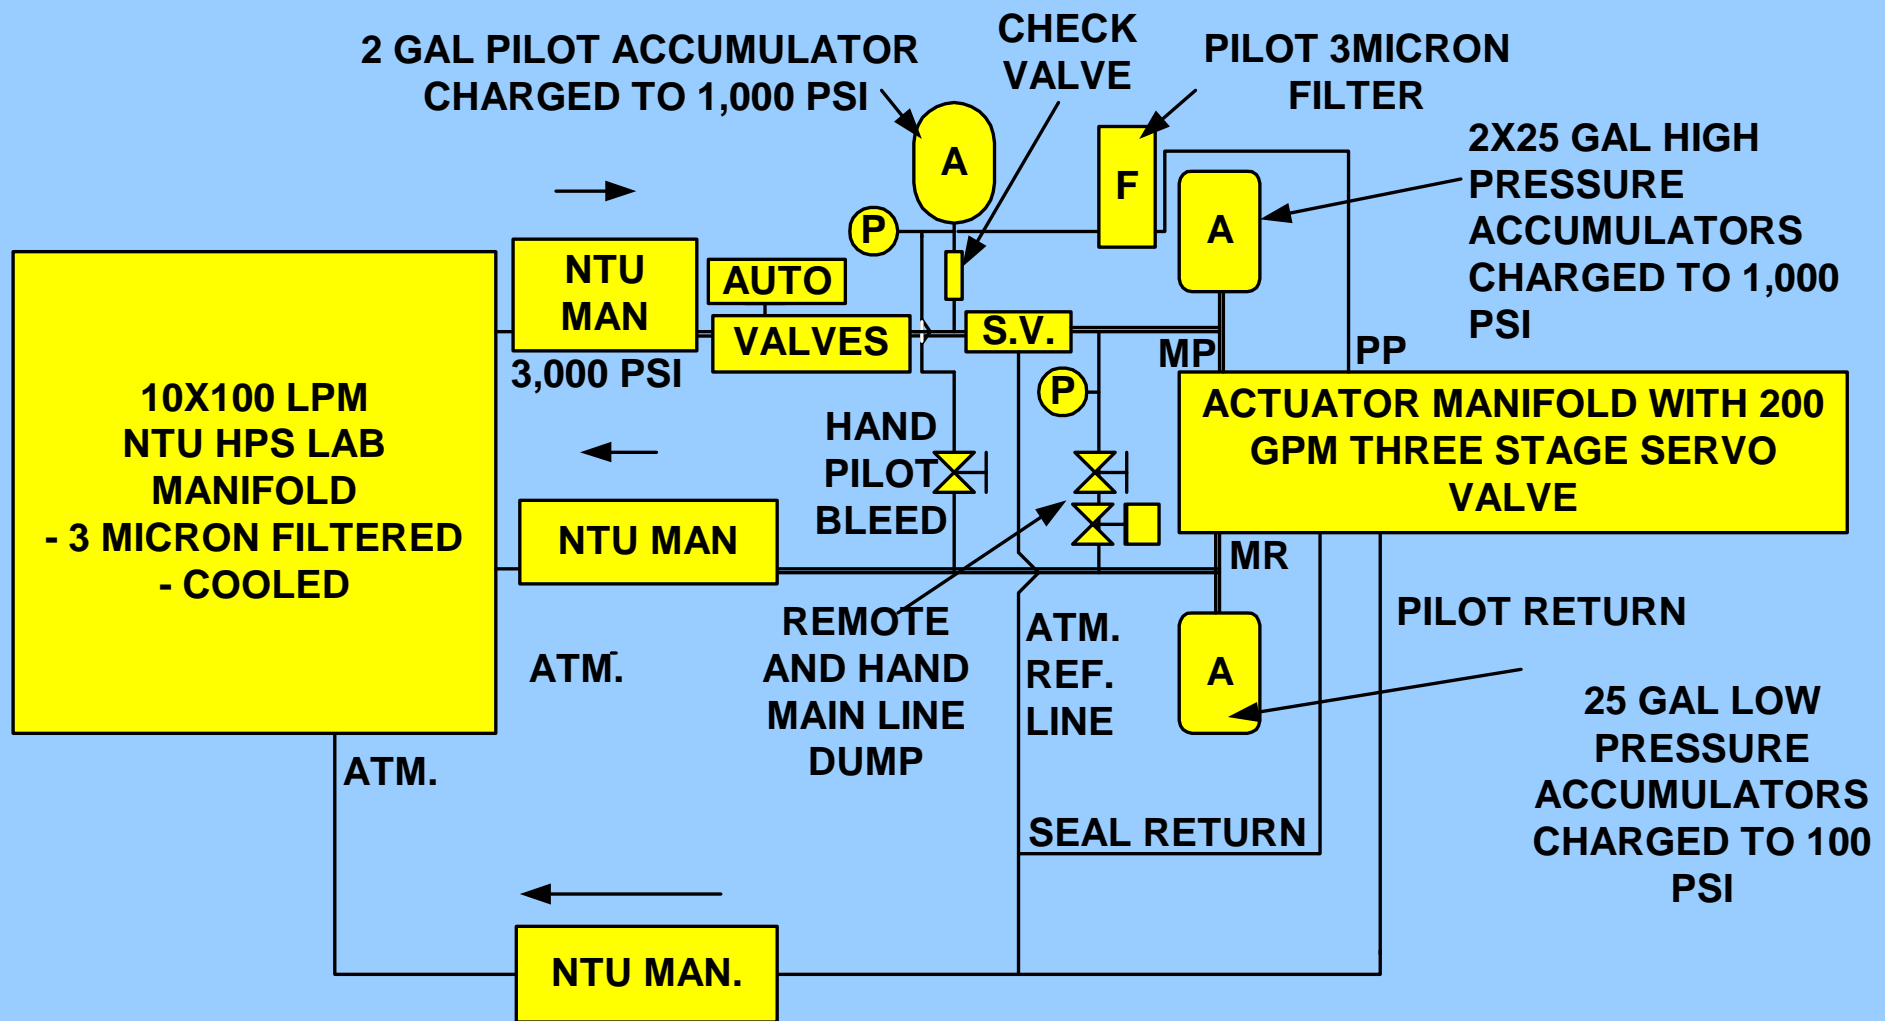 2 GAL PILOT ACCUMULATOR
CHARGED TO 1,000 PSI
CHECK
VALVE
PILOT 3MICRON
FILTER
2X25 GAL HIGH
PRESSURE
ACCUMULATORS
CHARGED TO 1,000
PSI
A
F
A
P
NTU
MAN
AUTO
VALVES
S.V.
3,000 PSI
MP
PP
P
10X100 LPM
NTU HPS LAB
MANIFOLD
- 3 MICRON FILTERED
- COOLED
HAND
PILOT
BLEED
ACTUATOR MANIFOLD WITH 200
GPM THREE STAGE SERVO
VALVE
NTU MAN
MR
PILOT RETURN
ATM.
REMOTE
AND HAND
MAIN LINE
DUMP
ATM.
REF.
LINE
A
25 GAL LOW
PRESSURE
ACCUMULATORS
CHARGED TO 100
PSI
ATM.
SEAL RETURN
NTU MAN.